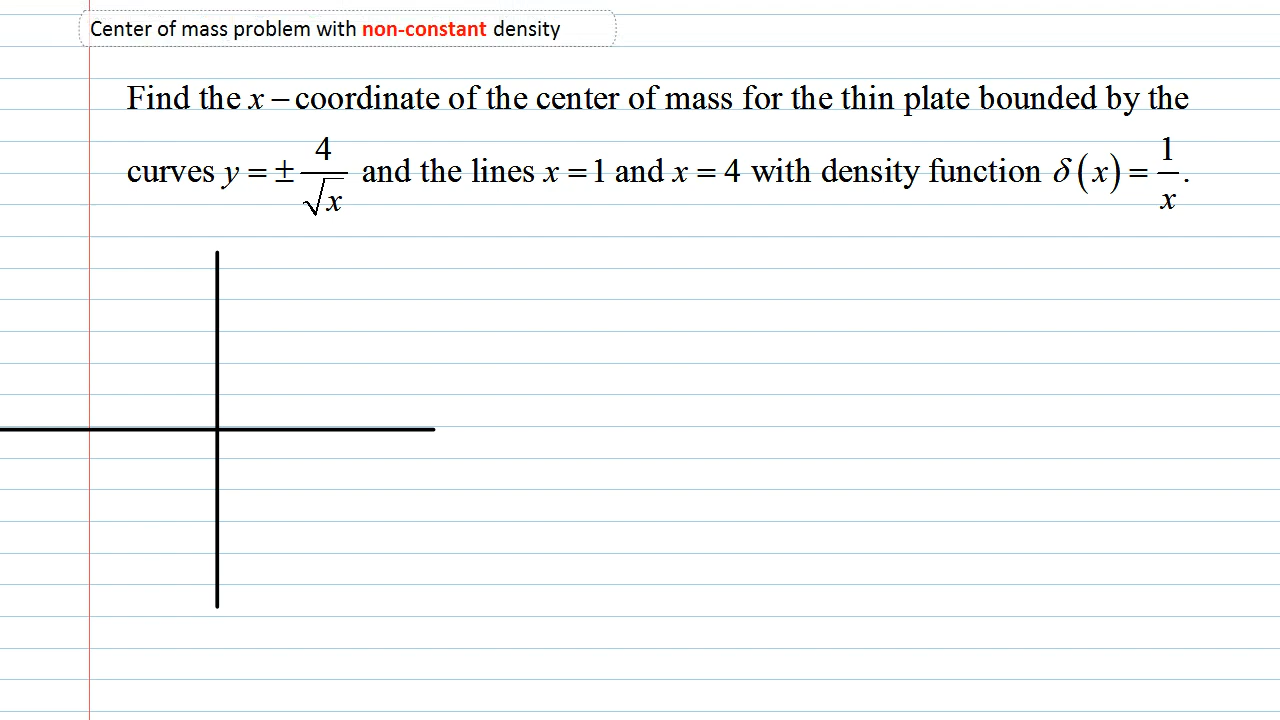 Center of mass problem with non-constant density
Find the x – coordinate of the center of mass for the thin plate bounded by the
curves y = ± 4/√x and the lines x = 1 and x = 4 with density function δ(x) = 1/x.